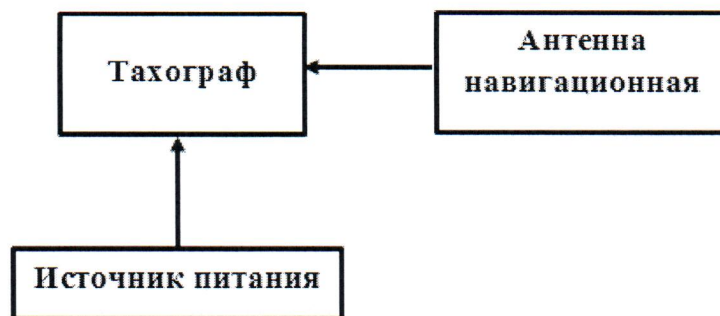 Тахограф
Антенна
навигационная
Источник питания